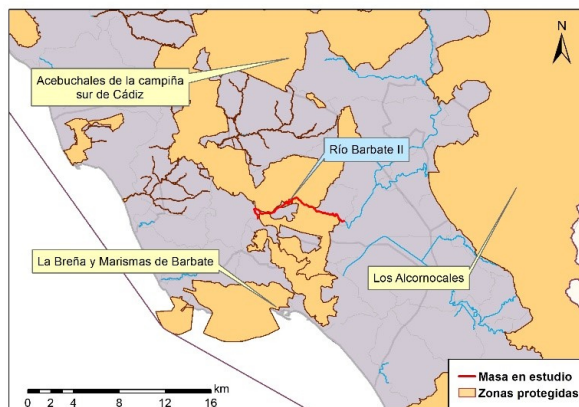 N
Acebuchales de la campiña
sur de Cádiz
Río Barbate II
La Breña y Marismas de Barbate
Los Alcornocales
km
0 2 4 8 12 16
Masa en estudio
Zonas protegidas